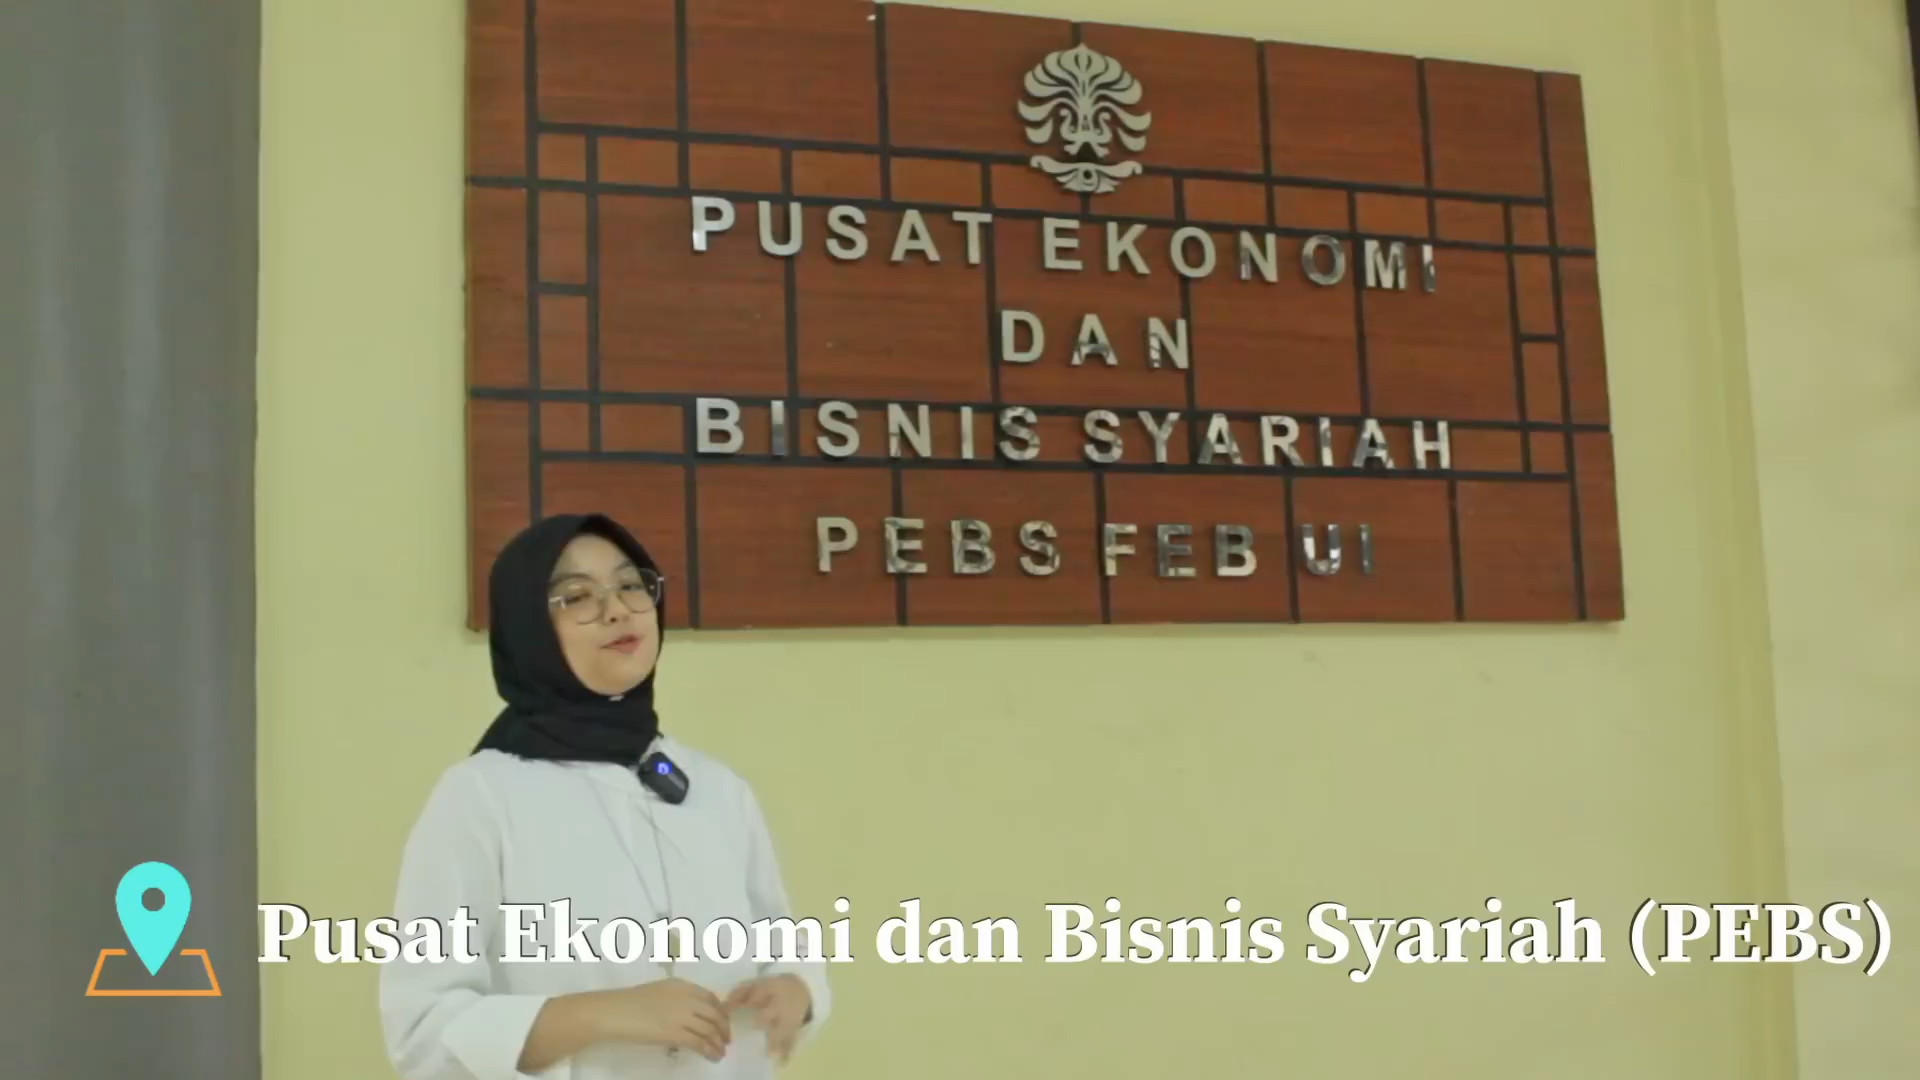 PUSAT EKONOMI
DAN
BISNIS SYARIAH
PEBS FEB UI
Pusat Ekonomi dan Bisnis Syariah (PEBS)